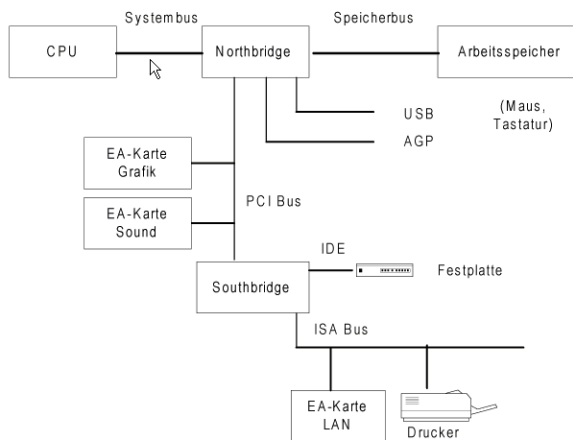 Systembus
Speicherbus
CPU
Northbridge
Arbeitsspeicher
USB
(Maus,
Tastatur)
AGP
EA-Karte
Grafik
PCI Bus
EA-Karte
Sound
IDE
Southbridge
Festplatte
ISA Bus
EA-Karte
LAN
Drucker